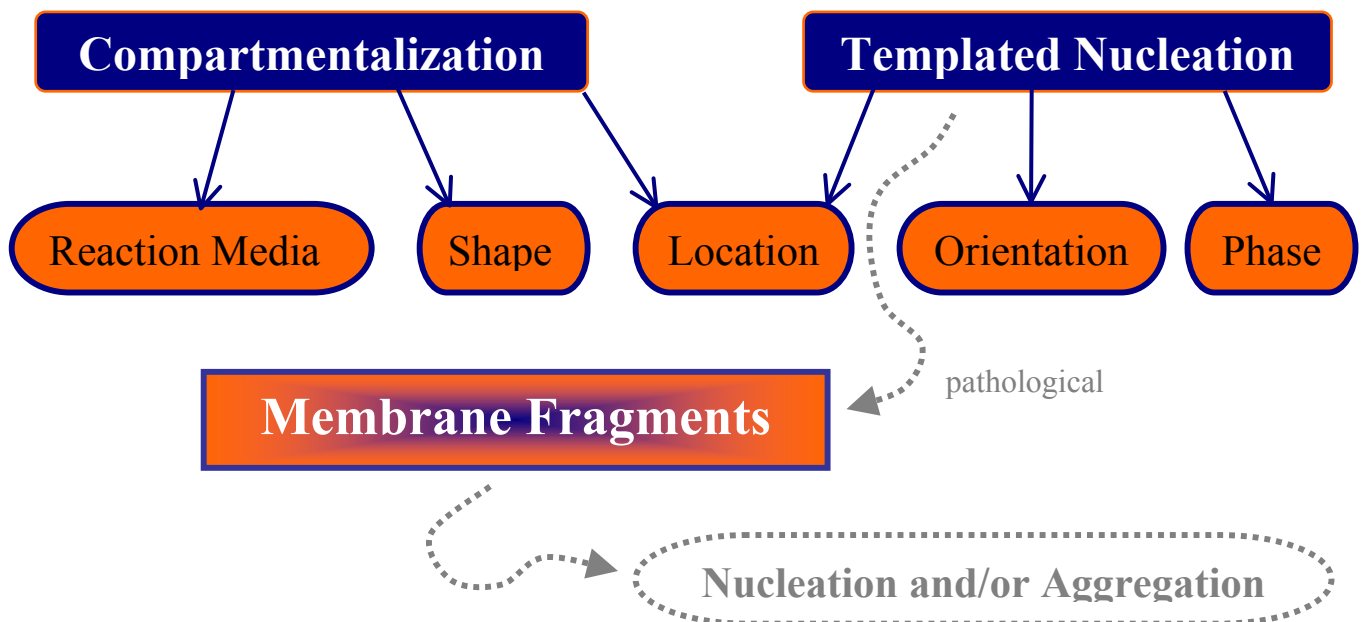 Compartmentalization
Templated Nucleation
Reaction Media
Shape
Location
Orientation
Phase
pathological
Membrane Fragments
Nucleation and/or Aggregation